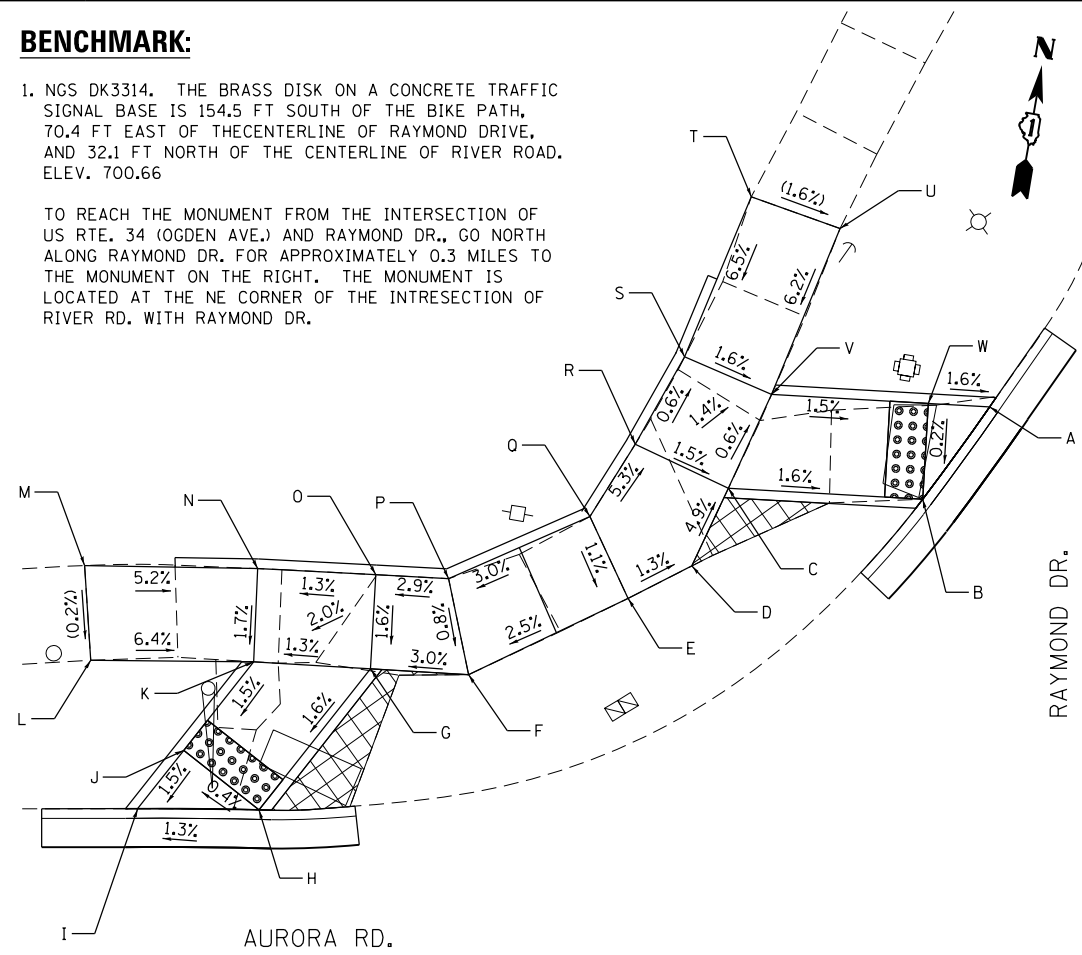 BENCHMARK:
1. NGS DK3314. THE BRASS DISK ON A CONCRETE TRAFFIC
SIGNAL BASE IS 154.5 FT SOUTH OF THE BIKE PATH,
70.4 FT EAST OF THECENTERLINE OF RAYMOND DRIVE,
AND 32.1 FT NORTH OF THE CENTERLINE OF RIVER ROAD.
ELEV. 700.66
TO REACH THE MONUMENT FROM THE INTERSECTION OF
US RTE. 34 (OGDEN AVE.) AND RAYMOND DR., GO NORTH
ALONG RAYMOND DR. FOR APPROXIMATELY 0.3 MILES TO
THE MONUMENT ON THE RIGHT. THE MONUMENT IS
LOCATED AT THE NE CORNER OF THE INTRESECTION OF
RIVER RD. WITH RAYMOND DR.
N
1
T
(1.6%)
U
6.5%
6.2%
S
1.6%
V
W
R
1.6%
0.6%
1.4%
1.5%
A
0.6%
0.2%
Q
1.5%
1.6%
5.3%
4.9%
M
N
O
P
C
B
3.0%
1.1%
1.3%
D
5.2%
1.3%
2.9%
(0.2%)
1.7%
2.0%
1.6%
0.8%
2.5%
E
6.4%
1.3%
3.0%
K
1.5%
1.6%
L
G
F
J
1.5%
0.4%
1.3%
H
I
AURORA RD.
RAYMOND DR.